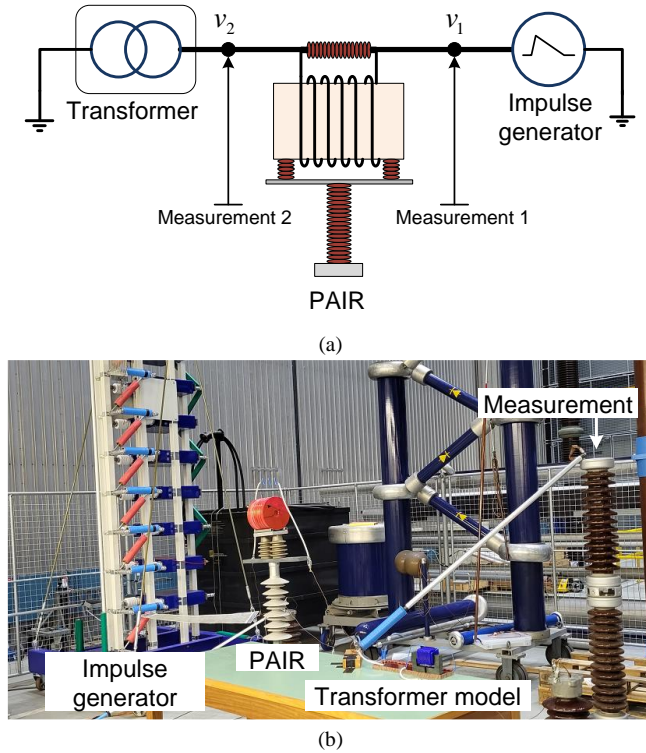 v2
v1
Transformer
Impulse
generator
Measurement 2
Measurement 1
PAIR
(a)
Measurement
Impulse
generator
PAIR
Transformer model
(b)